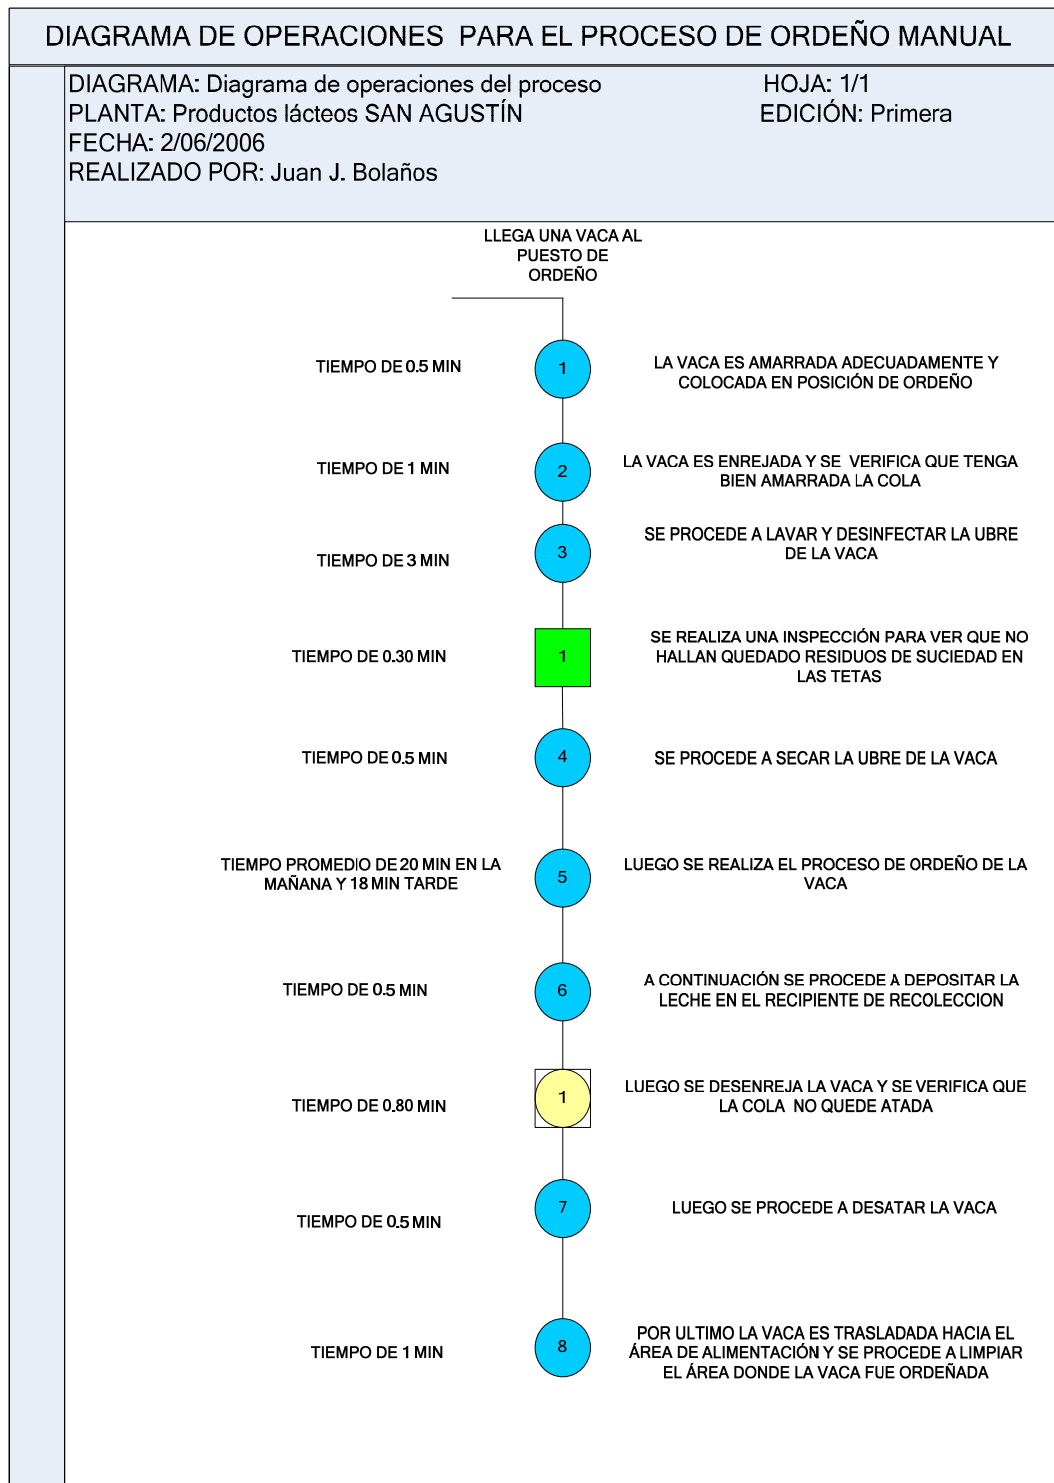 DIAGRAMA DE OPERACIONES PARA EL PROCESO DE ORDEÑO MANUAL
DIAGRAMA: Diagrama de operaciones del proceso
HOJA: 1/1
PLANTA: Productos lácteos SAN AGUSTÍN
EDICIÓN: Primera
FECHA: 2/06/2006
REALIZADO POR: Juan J. Bolaños
LLEGA UNA VACA AL
PUESTO DE
ORDEÑO
TIEMPO DE 0.5 MIN
1
LA VACA ES AMARRADA ADECUADAMENTE Y
COLOCADA EN POSICIÓN DE ORDEÑO
TIEMPO DE 1 MIN
2
LA VACA ES ENREJADA Y SE VERIFICA QUE TENGA
BIEN AMARRADA LA COLA
TIEMPO DE 3 MIN
3
SE PROCEDE A LAVAR Y DESINFECTAR LA UBRE
DE LA VACA
TIEMPO DE 0.30 MIN
1
SE REALIZA UNA INSPECCIÓN PARA VER QUE NO
HALLAN QUEDADO RESIDUOS DE SUCIEDAD EN
LAS TETAS
TIEMPO DE 0.5 MIN
4
SE PROCEDE A SECAR LA UBRE DE LA VACA
TIEMPO PROMEDIO DE 20 MIN EN LA
MAÑANA Y 18 MIN TARDE
5
LUEGO SE REALIZA EL PROCESO DE ORDEÑO DE LA
VACA
TIEMPO DE 0.5 MIN
6
A CONTINUACIÓN SE PROCEDE A DEPOSITAR LA
LECHE EN EL RECIPIENTE DE RECOLECCION
TIEMPO DE 0.80 MIN
1
LUEGO SE DESENREJA LA VACA Y SE VERIFICA QUE
LA COLA NO QUEDE ATADA
TIEMPO DE 0.5 MIN
7
LUEGO SE PROCEDE A DESATAR LA VACA
TIEMPO DE 1 MIN
8
POR ULTIMO LA VACA ES TRASLADADA HACIA EL
ÁREA DE ALIMENTACIÓN Y SE PROCEDE A LIMPIAR
EL ÁREA DONDE LA VACA FUE ORDEÑADA